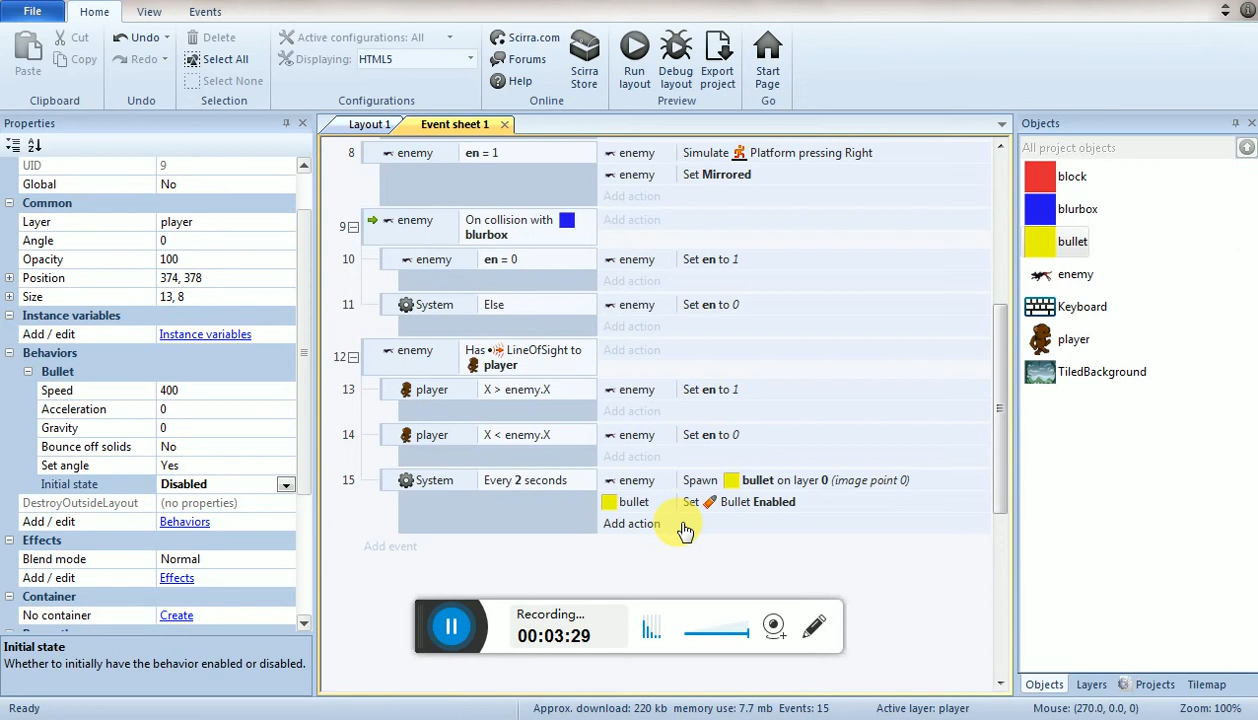 File Home View Events
Paste Cut Copy Clipboard
Undo Redo Undo
Delete Select All Select None Selection
Active configurations: All
Displaying: HTML5
Configurations
Scirra.com Forums Help Scirra Store Online
Run layout Debug layout Export project Preview
Start Page Go
Properties
UID 9
Global No
Common
Layer player
Angle 0
Opacity 100
Position 374, 378
Size 13, 8
Instance variables
Add / edit Instance variables
Behaviors
Bullet
Speed 400
Acceleration 0
Gravity 0
Bounce off solids No
Set angle Yes
Initial state Disabled
DestroyOutsideLayout (no properties)
Add / edit Behaviors
Effects
Blend mode Normal
Add / edit Effects
Container
No container Create
Initial state
Whether to initially have the behavior enabled or disabled.
Layout 1 Event sheet 1
8 enemy en = 1 enemy Simulate Platform pressing Right
enemy Set Mirrored
Add action
9 enemy On collision with blurbox Add action
10 enemy en = 0 enemy Set en to 1
Add action
11 System Else enemy Set en to 0
Add action
12 enemy Has LineOfSight to player Add action
13 player X > enemy.X enemy Set en to 1
Add action
14 player X < enemy.X enemy Set en to 0
Add action
15 System Every 2 seconds enemy Spawn bullet on layer 0 (image point 0)
bullet Set Bullet Enabled
Add action
Add event
Recording...
00:03:29
Objects
All project objects
block
blurbox
bullet
enemy
Keyboard
player
TiledBackground
Objects Layers Projects Tilemap
Ready Approx. download: 220 kb memory use: 7.7 mb Events: 15 Active layer: player Mouse: (270.0, 0.0, 0) Zoom: 100%